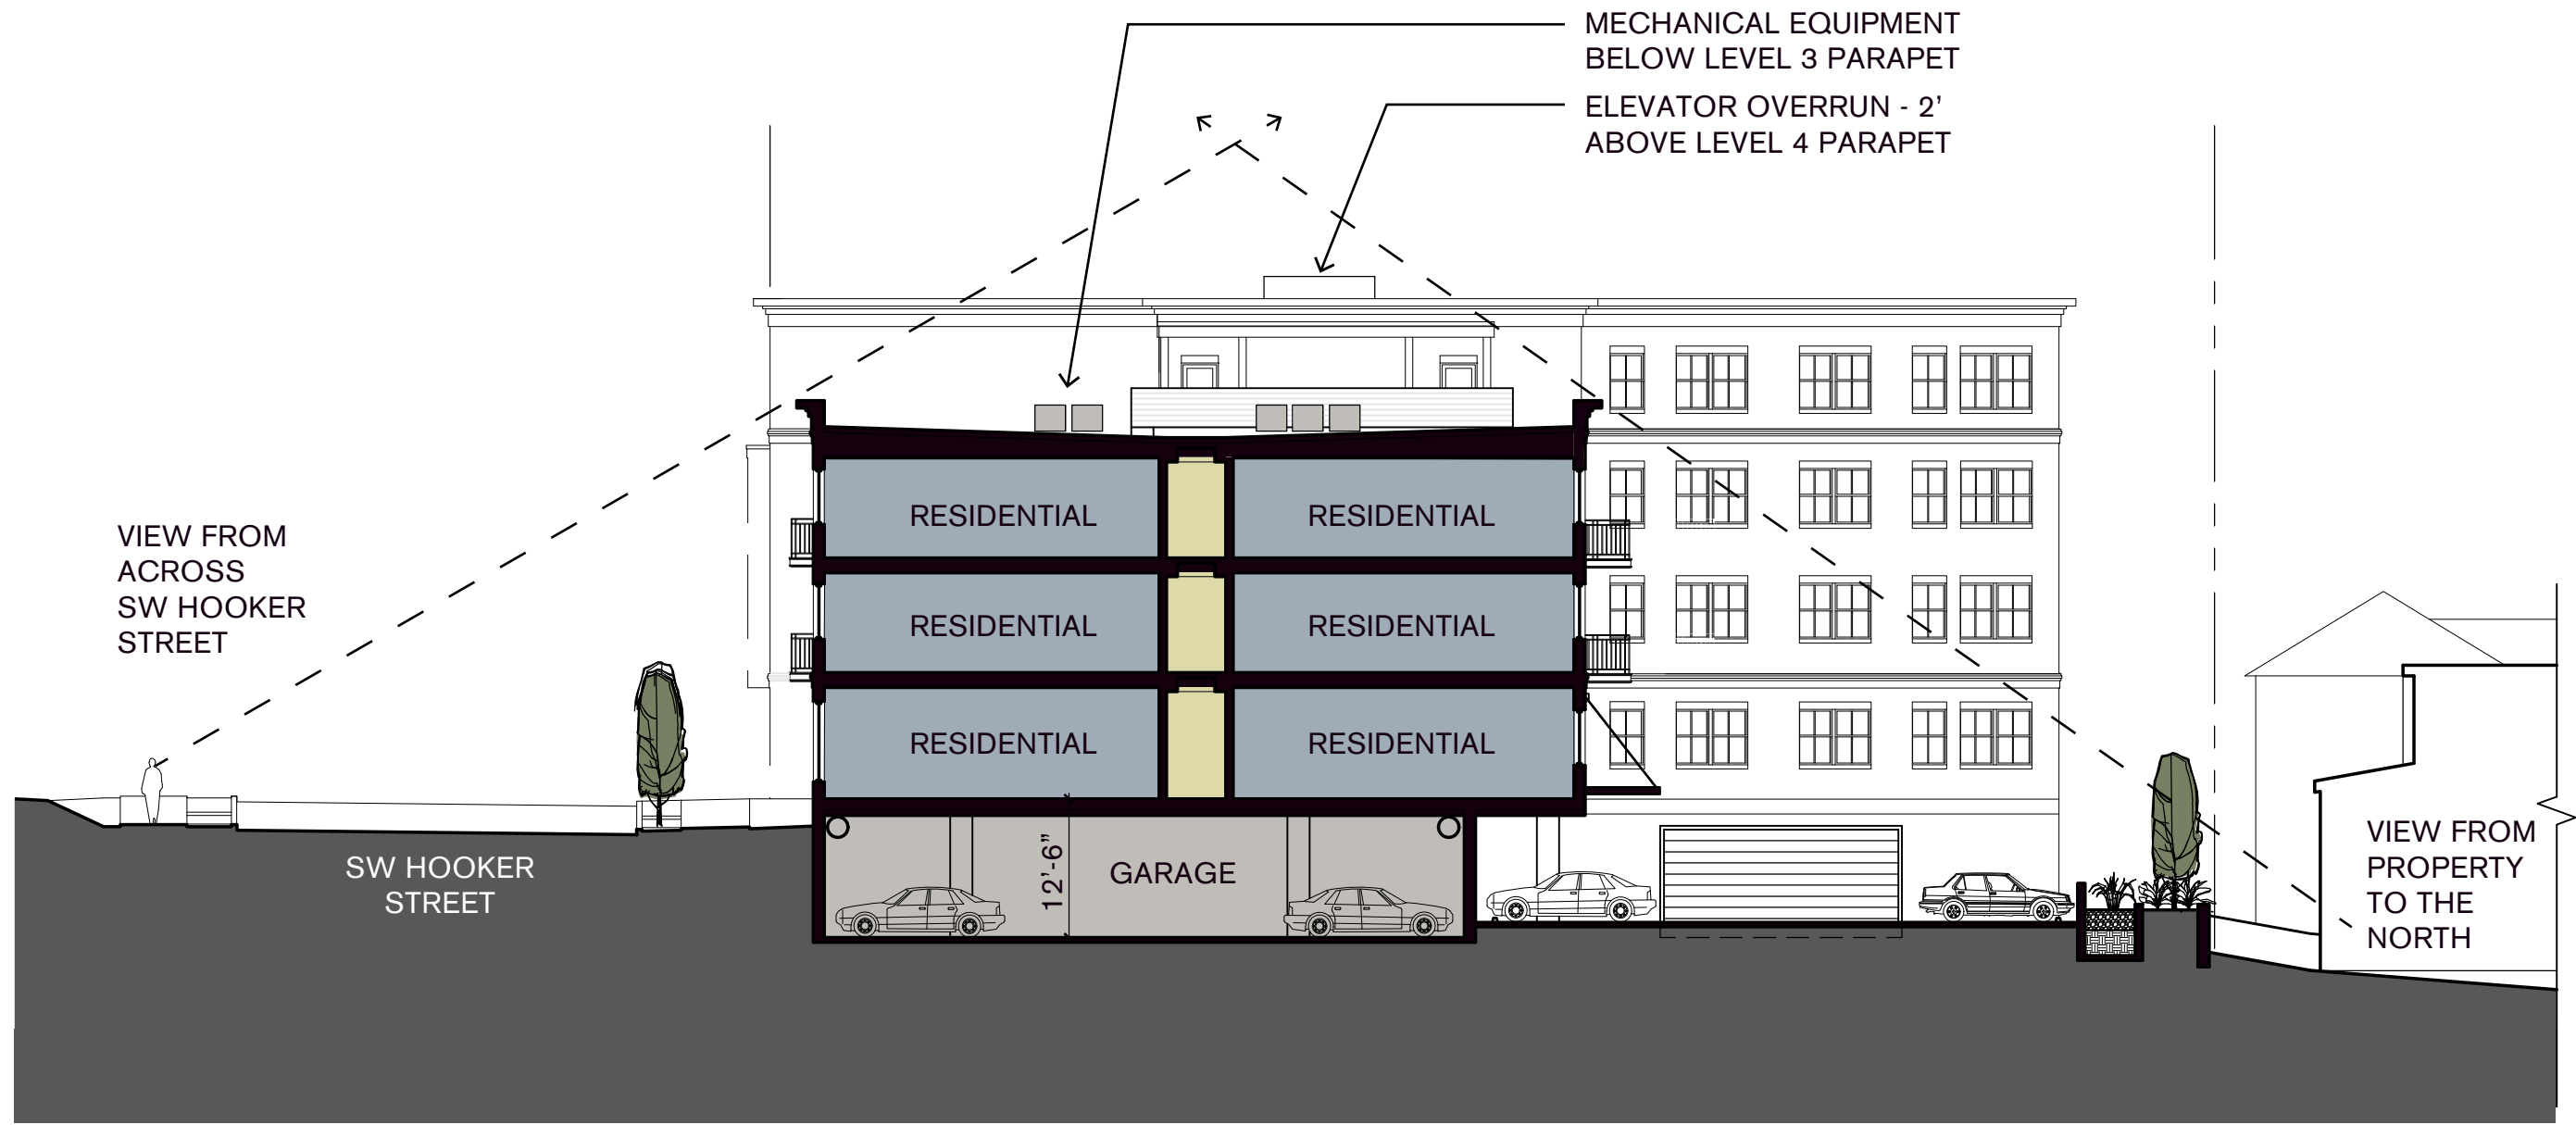 MECHANICAL EQUIPMENT
BELOW LEVEL 3 PARAPET
ELEVATOR OVERRUN - 2’
ABOVE LEVEL 4 PARAPET
VIEW FROM
ACROSS
SW HOOKER
STREET
RESIDENTIAL
RESIDENTIAL
RESIDENTIAL
RESIDENTIAL
RESIDENTIAL
RESIDENTIAL
SW HOOKER
STREET
12’-6”
GARAGE
VIEW FROM
PROPERTY
TO THE
NORTH